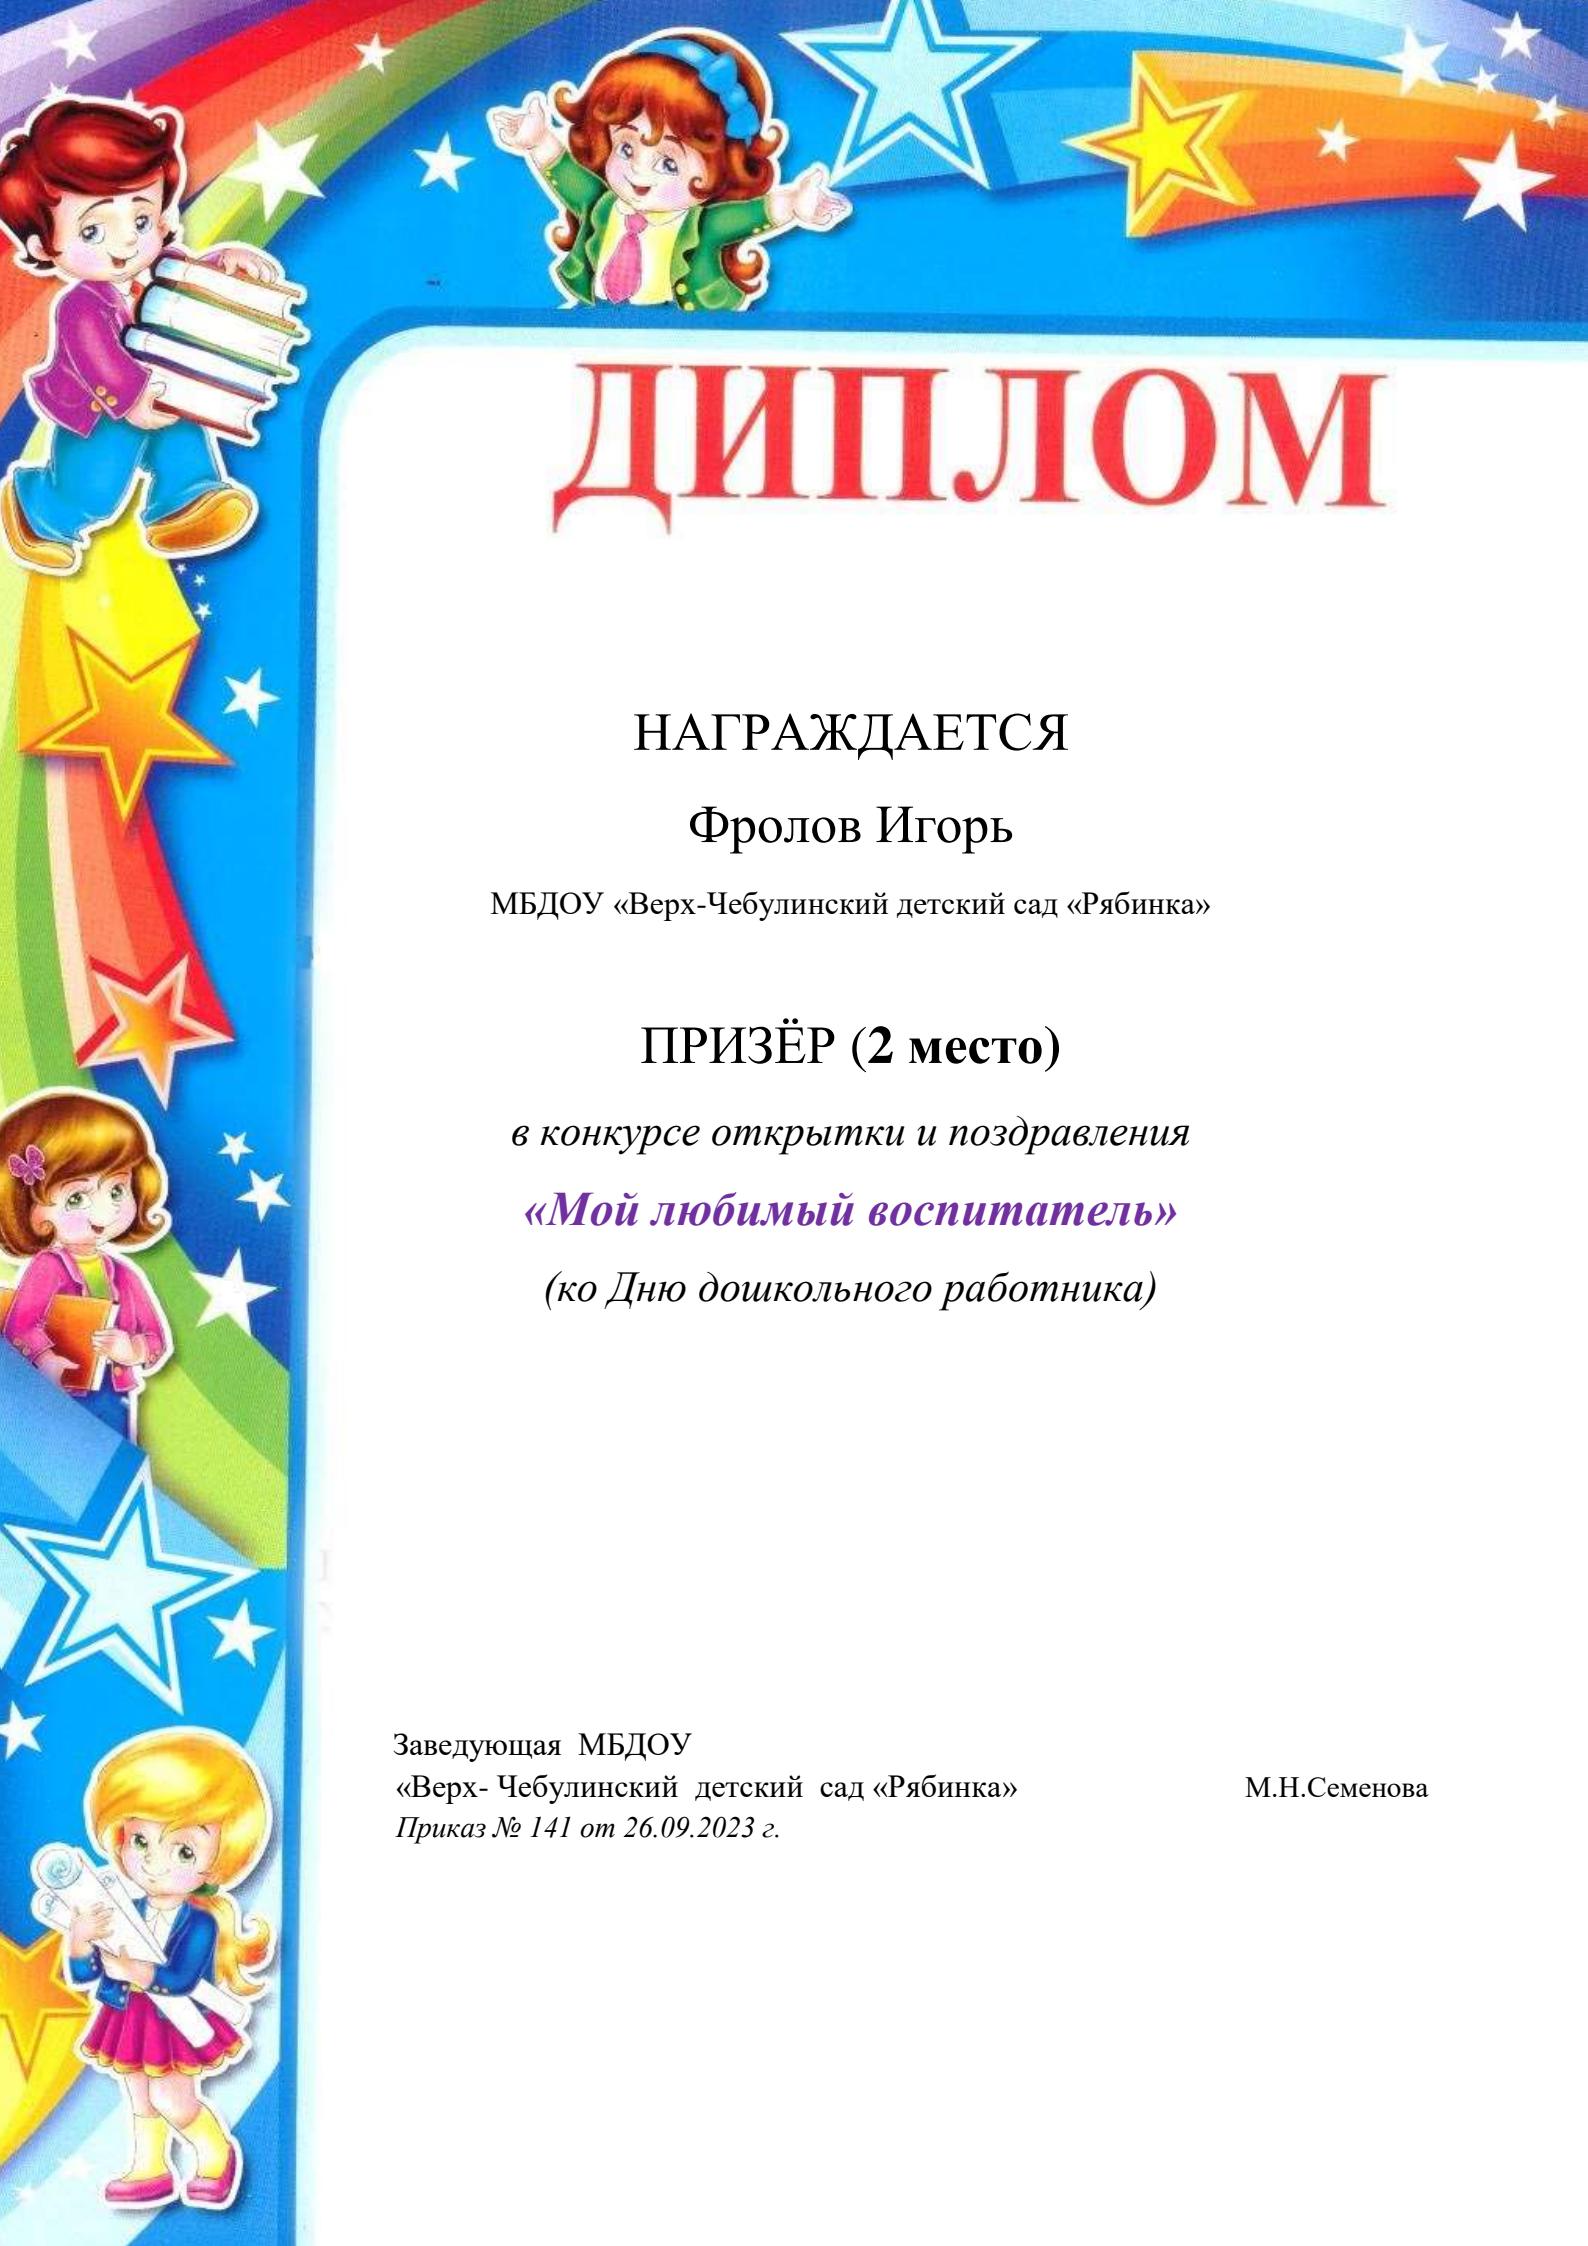 ДИПЛОМ
НАГРАЖДАЕТСЯ
Фролов Игорь
МБДОУ «Верх-Чебулинский детский сад «Рябинка»
ПРИЗЁР (2 место)
в конкурсе открытки и поздравления
«Мой любимый воспитатель»
(ко Дню дошкольного работника)
Заведующая МБДОУ
«Верх- Чебулинский детский сад «Рябинка» М.Н.Семенова
Приказ № 141 от 26.09.2023 г.